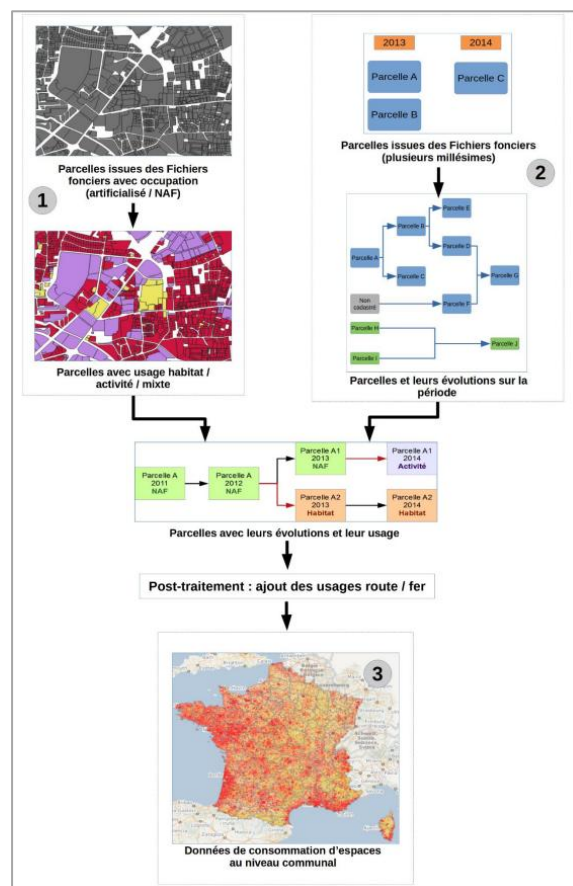 Parcelles issues des Fichiers
fonciers avec occupation
(artificialisé / NAF)
1
Parcelles avec usage habitat /
activité / mixte
2013
2014
Parcelle A
Parcelle C
Parcelle B
Parcelles issues des Fichiers fonciers
(plusieurs millésimes)
2
Parcelle E
Parcelle B
Parcelle D
Parcelle A
Parcelle C
Parcelle G
Non
cadastré
Parcelle F
Parcelle H
Parcelle J
Parcelle I
Parcelles et leurs évolutions sur la
période
Parcelle A
2011
NAF
Parcelle A
2012
NAF
Parcelle A1
2013
NAF
Parcelle A1
2014
Activité
Parcelle A2
2013
Habitat
Parcelle A2
2014
Habitat
Parcelles avec leurs évolutions et leur usage
Post-traitement : ajout des usages route / fer
3
Données de consommation d'espaces
au niveau communal